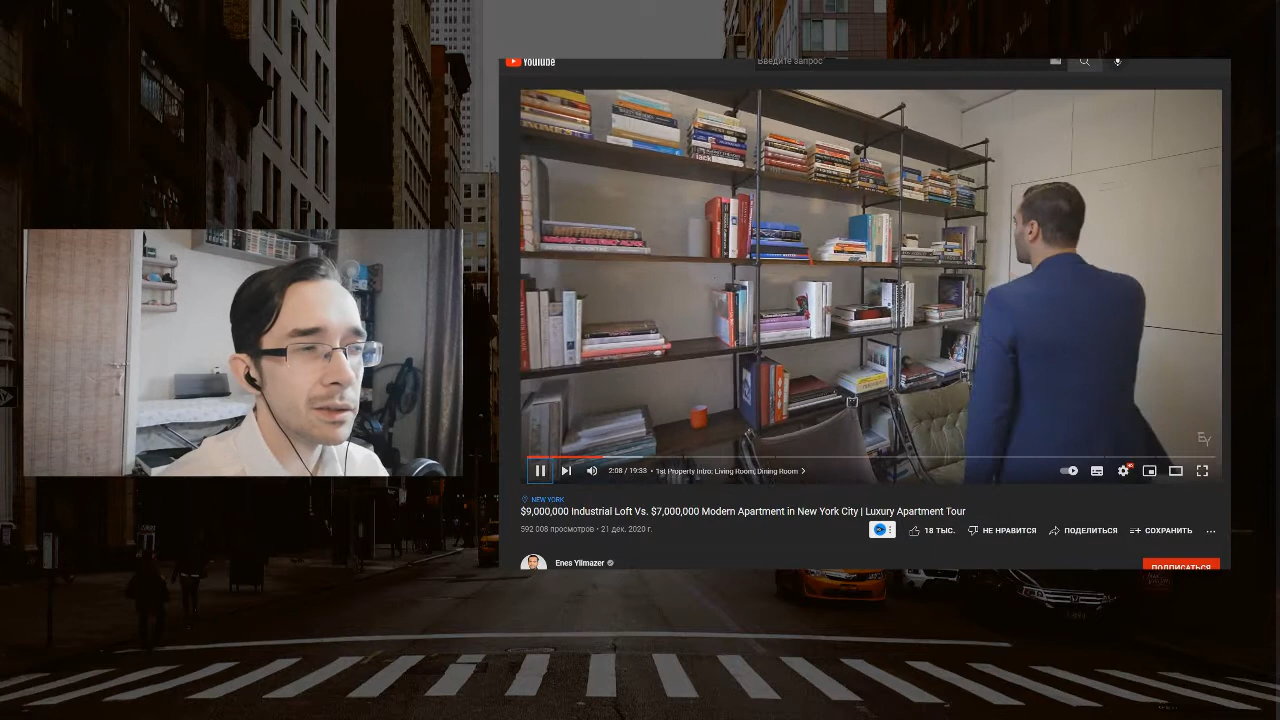 YouTube
Введите запрос
EY
2:08 / 19:33 • 1st Property Intro: Living Room, Dining Room
NEW YORK
$9,000,000 Industrial Loft Vs. $7,000,000 Modern Apartment in New York City | Luxury Apartment Tour
592 008 просмотров • 21 дек. 2020 г.
18 ТЫС.
НЕ НРАВИТСЯ
ПОДЕЛИТЬСЯ
СОХРАНИТЬ
Enes Yilmazer
ПОДПИСАТЬСЯ